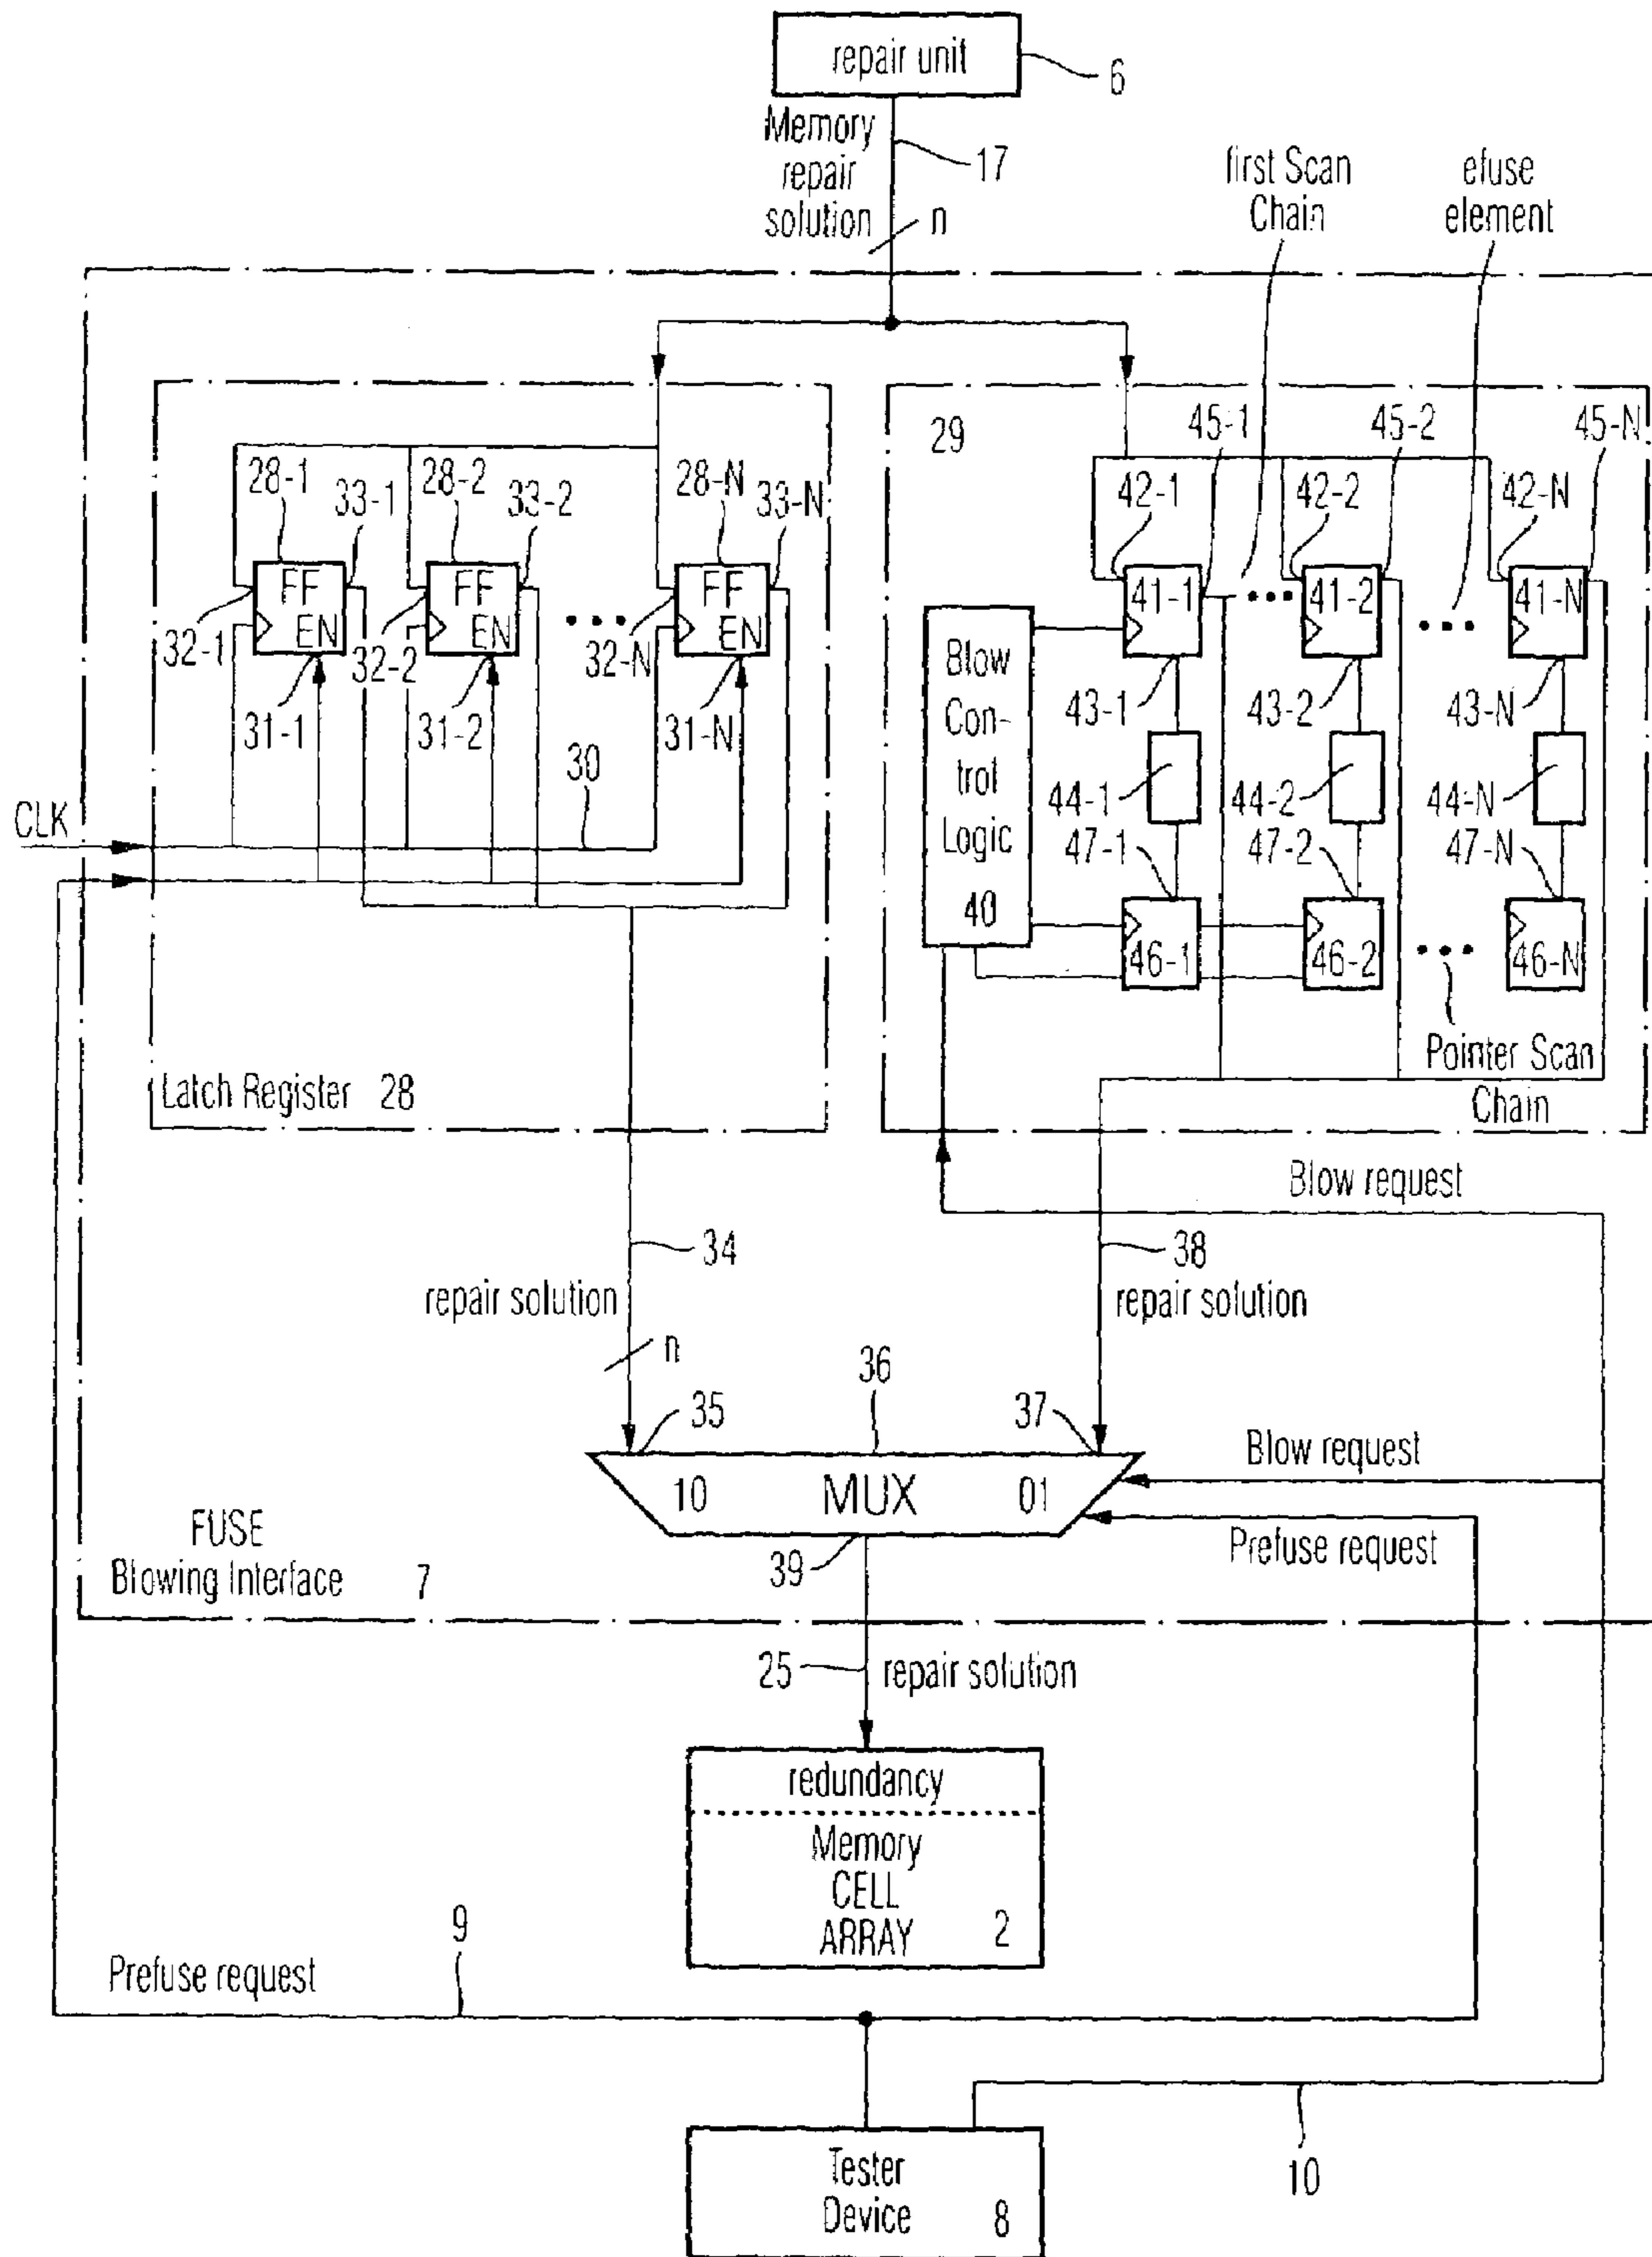 repair unit
6
Memory
repair
solution
17
n
first Scan
Chain
efuse
element
29
45-1
45-2
45-N
28-1
33-1
28-2
33-2
28-N
33-N
42-1
42-2
42-N
FF
EN
FF
EN
FF
EN
41-1
41-2
41-N
32-1
32-2
32-N
31-1
31-2
31-N
Blow
Con-
trol
Logic
40
43-1
43-2
43-N
30
44-1
44-2
44-N
CLK
47-1
47-2
47-N
46-1
46-2
46-N
Pointer Scan
Chain
Latch Register 28
Blow request
34
38
repair solution
repair solution
n
36
35
37
10
MUX
01
Blow request
Prefuse request
39
FUSE
Blowing Interface 7
25
repair solution
redundancy
Memory
CELL
ARRAY
2
9
Prefuse request
10
Tester
Device
8